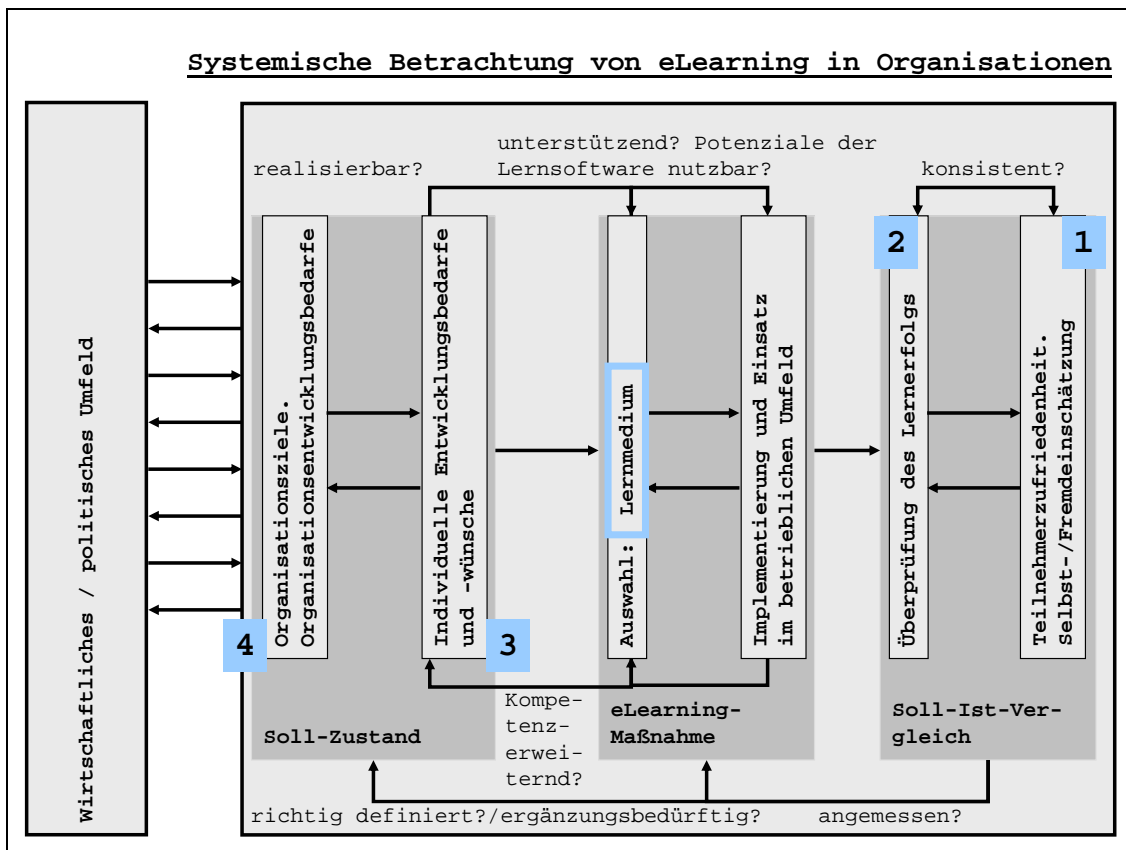 Systemische Betrachtung von eLearning in Organisationen
Wirtschaftliches / politisches Umfeld
realisierbar?
unterstützend? Potenziale der
Lernsoftware nutzbar?
konsistent?
Organisationsziele.
Organisationsentwicklungsbedarfe
4
Individuelle Entwicklungsbedarfe
und -wünsche
3
Auswahl: Lernmedium
Implementierung und Einsatz
im betrieblichen Umfeld
2
Überprüfung des Lernerfolgs
1
Teilnehmerzufriedenheit.
Selbst-/Fremdeinschätzung
Soll-Zustand
Kompe-
tenz-
erwei-
ternd?
eLearning-
Maßnahme
Soll-Ist-Ver-
gleich
richtig definiert?/ergänzungsbedürftig?
angemessen?